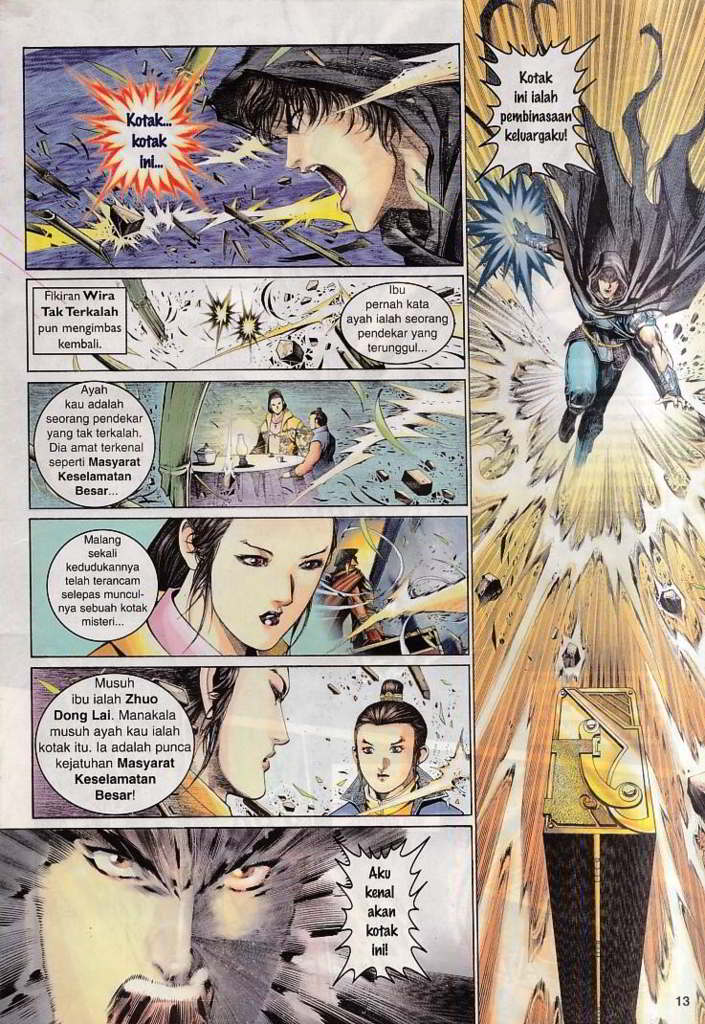 Kotak...
kotak
ini...
Fikiran Wira
Tak Terkalah
pun mengimbas
kembali.
Ibu
pernah kata
ayah ialah seorang
pendekar yang
terunggul...
Ayah
kau adalah
seorang pendekar
yang tak terkalah.
Dia amat terkenal
seperti Masyarat
Keselamatan
Besar...
Malang
sekali
kedudukannya
telah terancam
selepas muncul-
nya sebuah kotak
misteri...
Musuh
ibu ialah Zhuo
Dong Lai. Manakala
musuh ayah kau ialah
kotak itu. Ia adalah punca
kejatuhan Masyarat
Keselamatan
Besar!
Aku
kenal
akan
kotak
ini!
Kotak
ini ialah
pembinasaan
keluargaku!
13